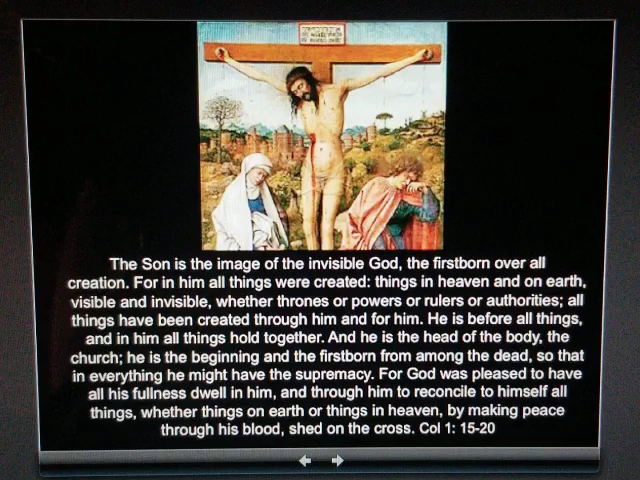 The Son is the image of the invisible God, the firstborn over all
creation. For in him all things were created: things in heaven and on earth,
visible and invisible, whether thrones or powers or rulers or authorities; all
things have been created through him and for him. He is before all things,
and in him all things hold together. And he is the head of the body, the
church; he is the beginning and the firstborn from among the dead, so that
in everything he might have the supremacy. For God was pleased to have
all his fullness dwell in him, and through him to reconcile to himself all
things, whether things on earth or things in heaven, by making peace
through his blood, shed on the cross. Col 1: 15-20